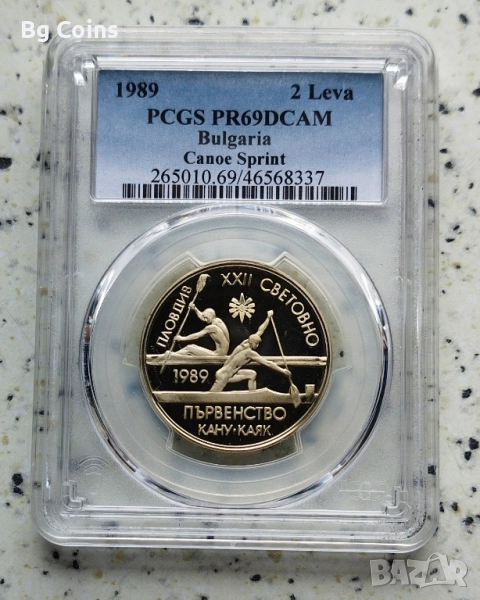 Bg Coins
1989 2 Leva
PCGS PR69DCAM
Bulgaria
Canoe Sprint
265010.69/46568337
ПЛОВДИВ XXII СВЕТОВНО
1989
ПЪРВЕНСТВО
КАНУ·КАЯК
BAZAR